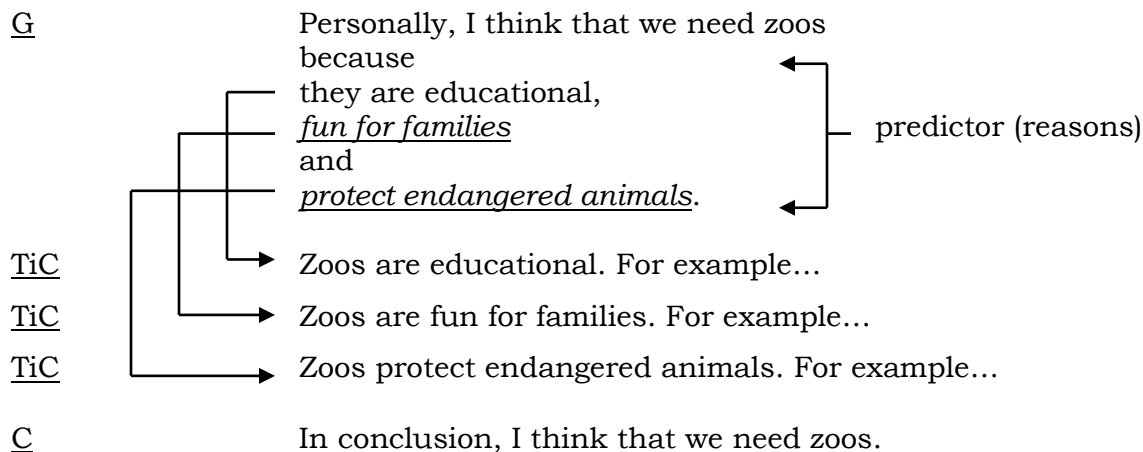 G Personally, I think that we need zoos
because
they are educational,
fun for families
and predictor (reasons)
protect endangered animals.
TiC Zoos are educational. For example…
TiC Zoos are fun for families. For example…
TiC Zoos protect endangered animals. For example…
C In conclusion, I think that we need zoos.